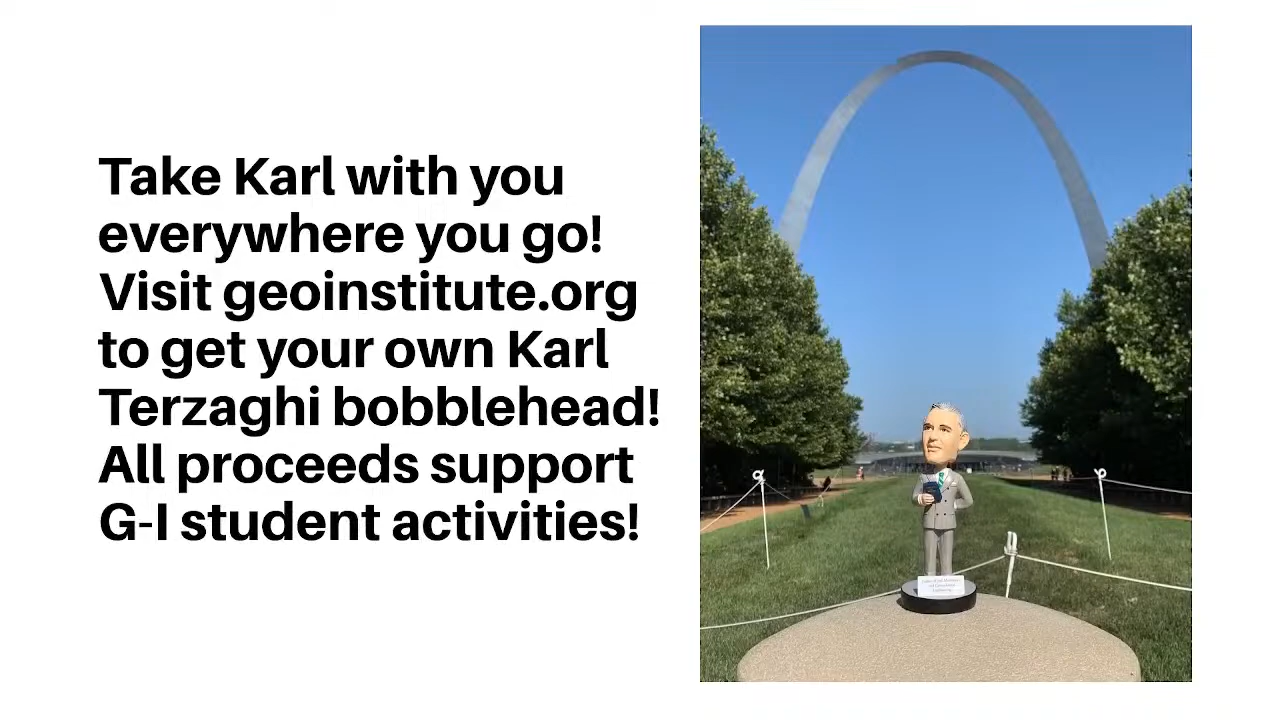 Take Karl with you
everywhere you go!
Visit geoinstitute.org
to get your own Karl
Terzaghi bobblehead!
All proceeds support
G-I student activities!